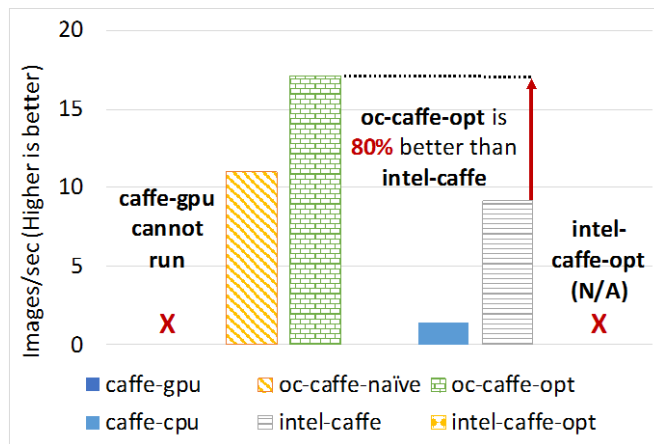 Images/sec (Higher is better)
20
15
10
5
0
caffe-gpu
cannot
run
X
oc-caffe-opt is
80% better than
intel-caffe
intel-
caffe-opt
(N/A)
X
caffe-gpu
oc-caffe-naïve
oc-caffe-opt
caffe-cpu
intel-caffe
intel-caffe-opt